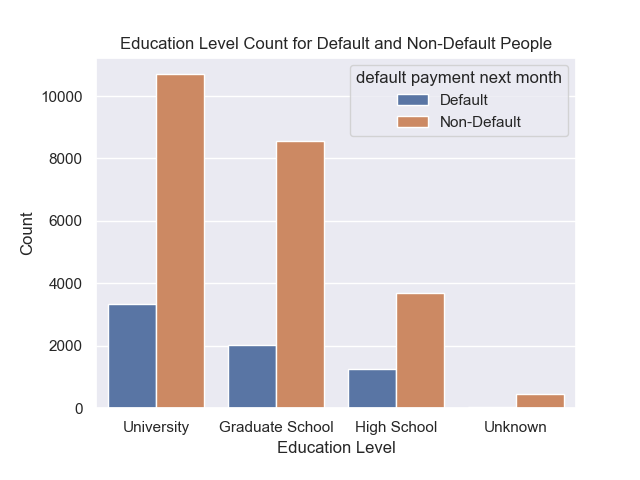 Education Level Count for Default and Non-Default People
default payment next month
Default
Non-Default
10000
8000
6000
4000
2000
0
Count
University
Graduate School
High School
Unknown
Education Level